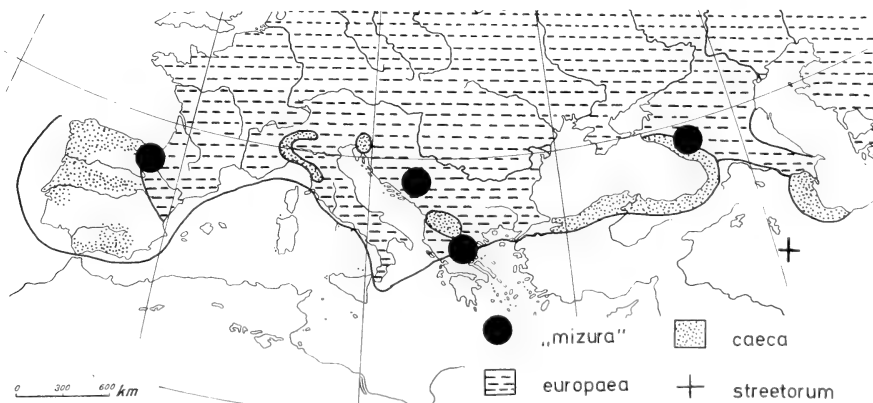 „mizura”
caeca
europaea
streetorum
0 300 600 km